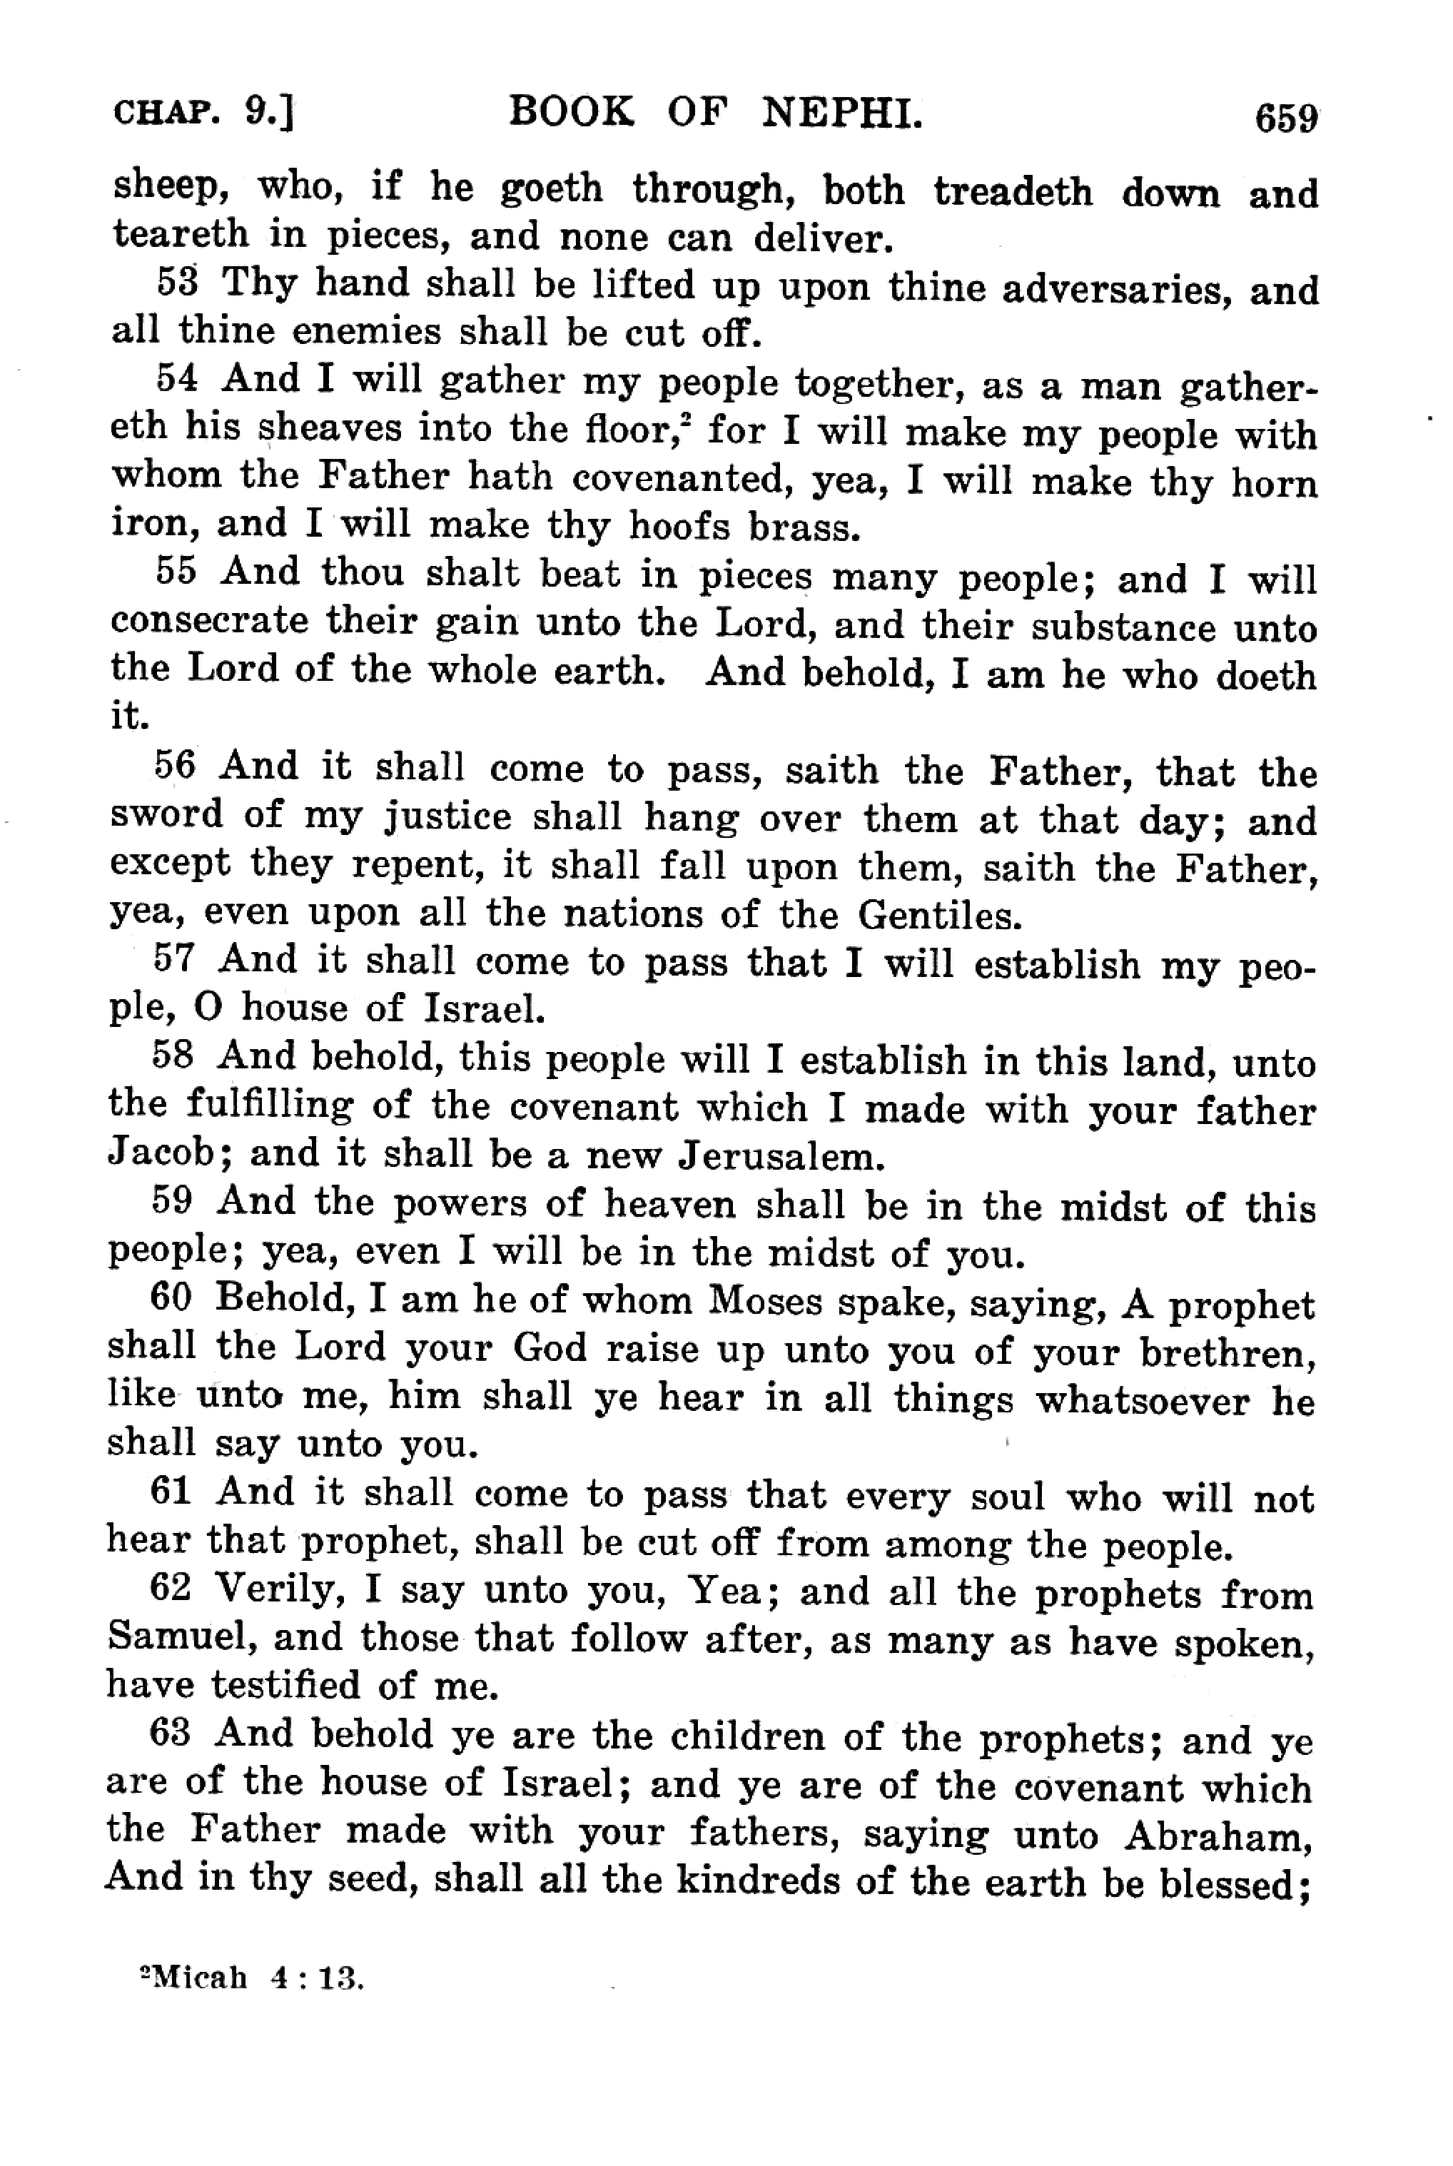 CHAP. 9.] BOOK OF NEPHI. 659
sheep, who, if he goeth through, both treadeth down and
teareth in pieces, and none can deliver.
53 Thy hand shall be lifted up upon thine adversaries, and
all thine enemies shall be cut off.
54 And I will gather my people together, as a man gather-
eth his sheaves into the floor,² for I will make my people with
whom the Father hath covenanted, yea, I will make thy horn
iron, and I will make thy hoofs brass.
55 And thou shalt beat in pieces many people; and I will
consecrate their gain unto the Lord, and their substance unto
the Lord of the whole earth. And behold, I am he who doeth
it.
56 And it shall come to pass, saith the Father, that the
sword of my justice shall hang over them at that day; and
except they repent, it shall fall upon them, saith the Father,
yea, even upon all the nations of the Gentiles.
57 And it shall come to pass that I will establish my peo-
ple, O house of Israel.
58 And behold, this people will I establish in this land, unto
the fulfilling of the covenant which I made with your father
Jacob; and it shall be a new Jerusalem.
59 And the powers of heaven shall be in the midst of this
people; yea, even I will be in the midst of you.
60 Behold, I am he of whom Moses spake, saying, A prophet
shall the Lord your God raise up unto you of your brethren,
like unto me, him shall ye hear in all things whatsoever he
shall say unto you.
61 And it shall come to pass that every soul who will not
hear that prophet, shall be cut off from among the people.
62 Verily, I say unto you, Yea; and all the prophets from
Samuel, and those that follow after, as many as have spoken,
have testified of me.
63 And behold ye are the children of the prophets; and ye
are of the house of Israel; and ye are of the covenant which
the Father made with your fathers, saying unto Abraham,
And in thy seed, shall all the kindreds of the earth be blessed;
²Micah 4 : 13.